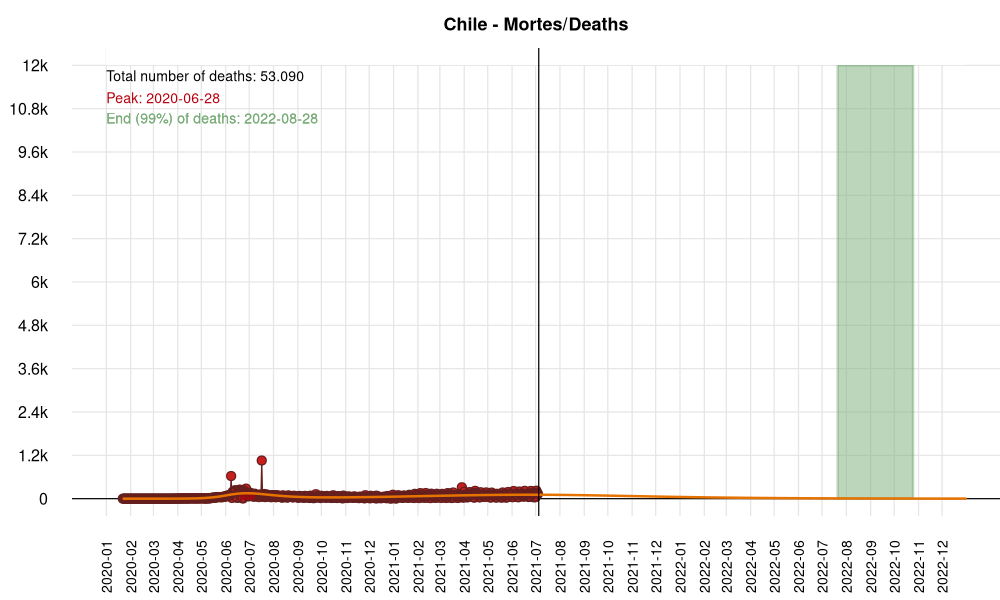 Chile - Mortes/Deaths
Total number of deaths: 53.090
Peak: 2020-06-28
End (99%) of deaths: 2022-08-28
12k
10.8k
9.6k
8.4k
7.2k
6k
4.8k
3.6k
2.4k
1.2k
0
2020-01
2020-02
2020-03
2020-04
2020-05
2020-06
2020-07
2020-08
2020-09
2020-10
2020-11
2020-12
2021-01
2021-02
2021-03
2021-04
2021-05
2021-06
2021-07
2021-08
2021-09
2021-10
2021-11
2021-12
2022-01
2022-02
2022-03
2022-04
2022-05
2022-06
2022-07
2022-08
2022-09
2022-10
2022-11
2022-12